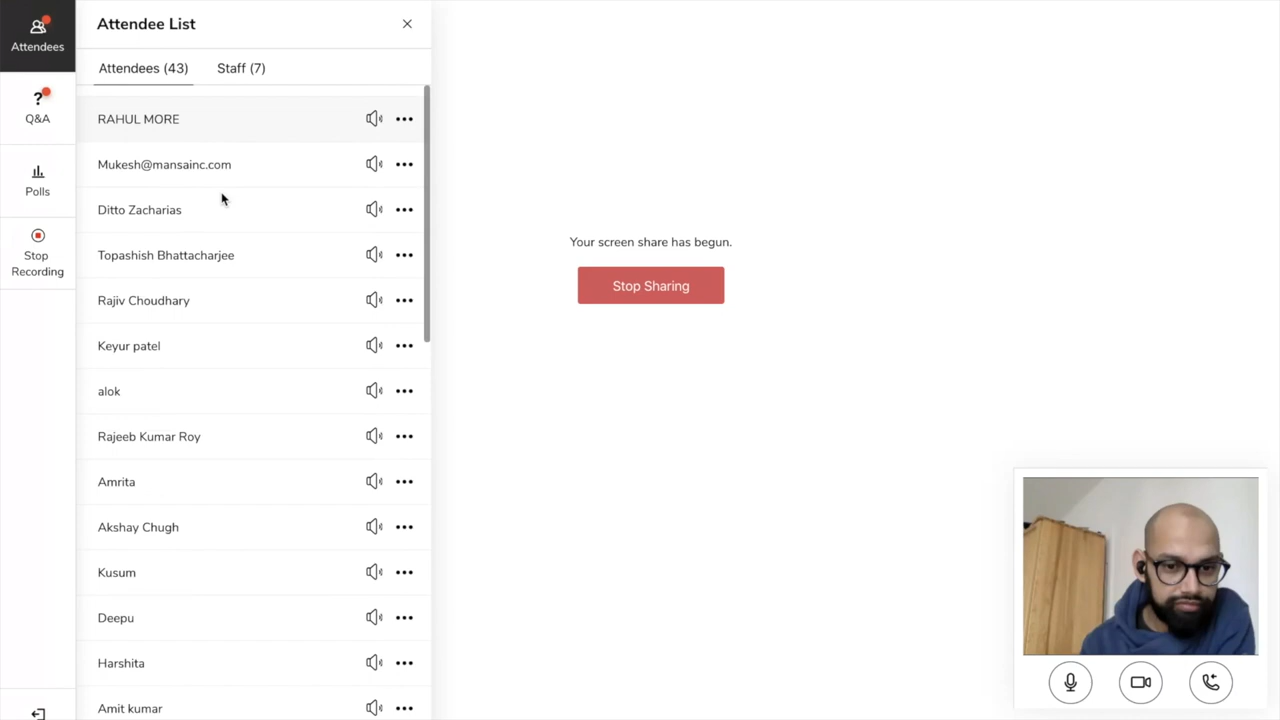 Attendees
Q&A
Polls
Stop
Recording
Attendee List
Attendees (43)
Staff (7)
RAHUL MORE
Mukesh@mansainc.com
Ditto Zacharias
Topashish Bhattacharjee
Rajiv Choudhary
Keyur patel
alok
Rajeeb Kumar Roy
Amrita
Akshay Chugh
Kusum
Deepu
Harshita
Amit kumar
Your screen share has begun.
Stop Sharing